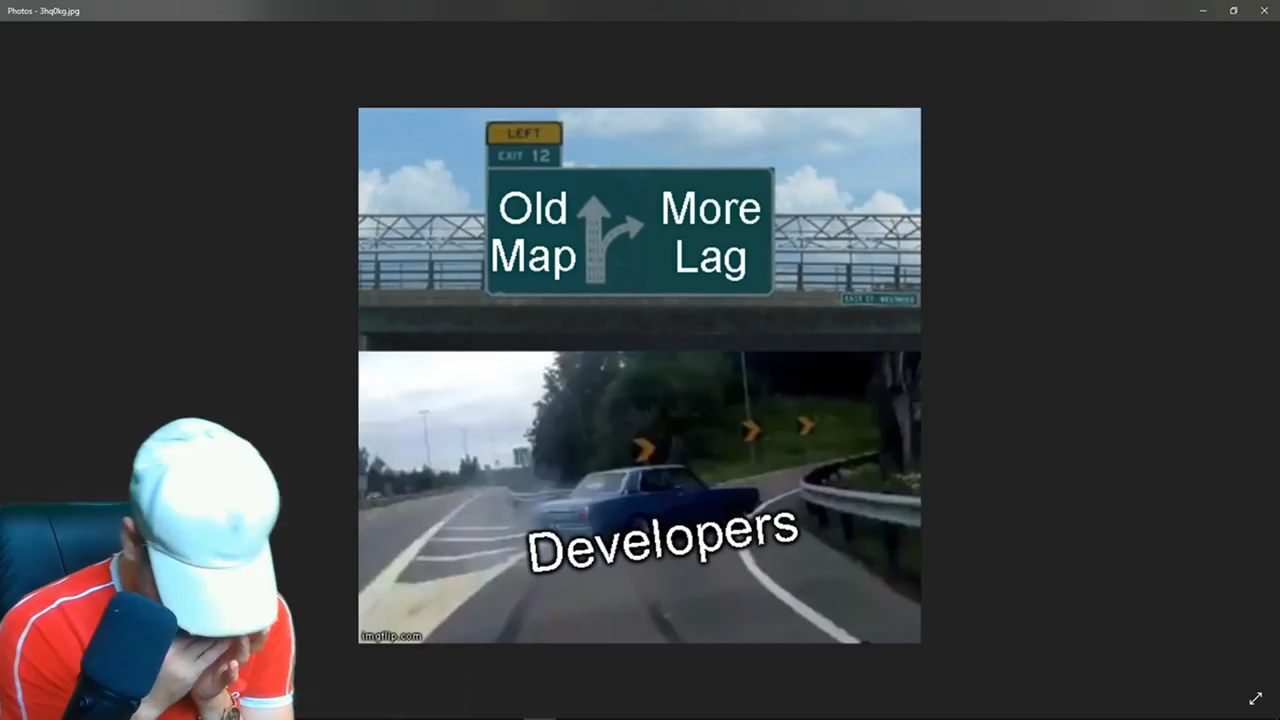 Photos - 3hq0kg.jpg
LEFT
EXIT 12
Old
Map
More
Lag
Developers
imgflip.com